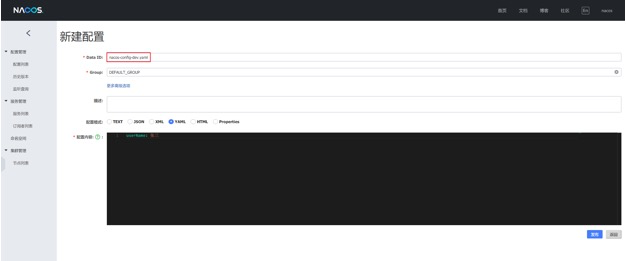 NACOS.
首页 文档 博客 社区 En nacos
新建配置
配置管理
配置列表
历史版本
监听查询
服务管理
服务列表
订阅者列表
命名空间
集群管理
节点列表
* Data ID: nacos-config-dev.yaml
* Group: DEFAULT_GROUP
更多高级选项
描述:
配置格式: TEXT JSON XML YAML HTML Properties
* 配置内容: ? :
1 userName:
发布 返回